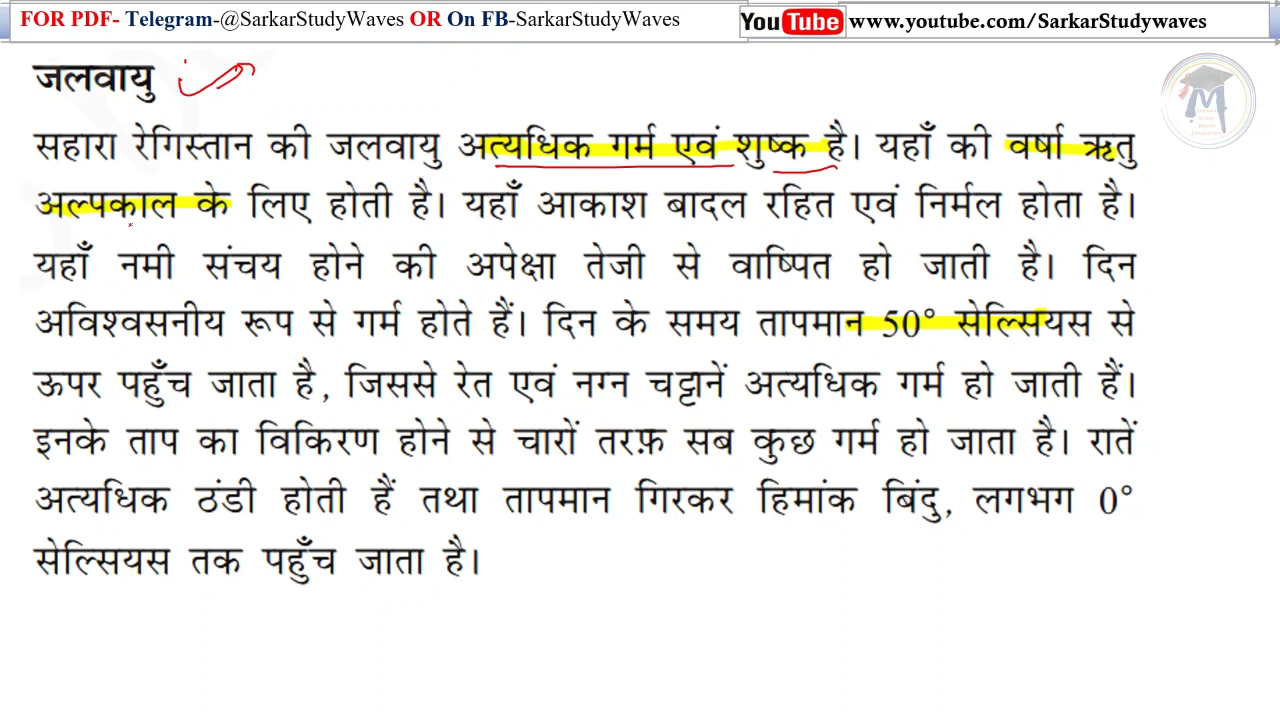 FOR PDF- Telegram-@SarkarStudyWaves OR On FB-SarkarStudyWaves
YouTube www.youtube.com/SarkarStudywaves
जलवायु
सहारा रेगिस्तान की जलवायु अत्यधिक गर्म एवं शुष्क है। यहाँ की वर्षा ऋतु
अल्पकाल के लिए होती है। यहाँ आकाश बादल रहित एवं निर्मल होता है।
यहाँ नमी संचय होने की अपेक्षा तेजी से वाष्पित हो जाती है। दिन
अविश्वसनीय रूप से गर्म होते हैं। दिन के समय तापमान 50° सेल्सियस से
ऊपर पहुँच जाता है, जिससे रेत एवं नग्न चट्टानें अत्यधिक गर्म हो जाती हैं।
इनके ताप का विकिरण होने से चारों तरफ़ सब कुछ गर्म हो जाता है। रातें
अत्यधिक ठंडी होती हैं तथा तापमान गिरकर हिमांक बिंदु, लगभग 0°
सेल्सियस तक पहुँच जाता है।